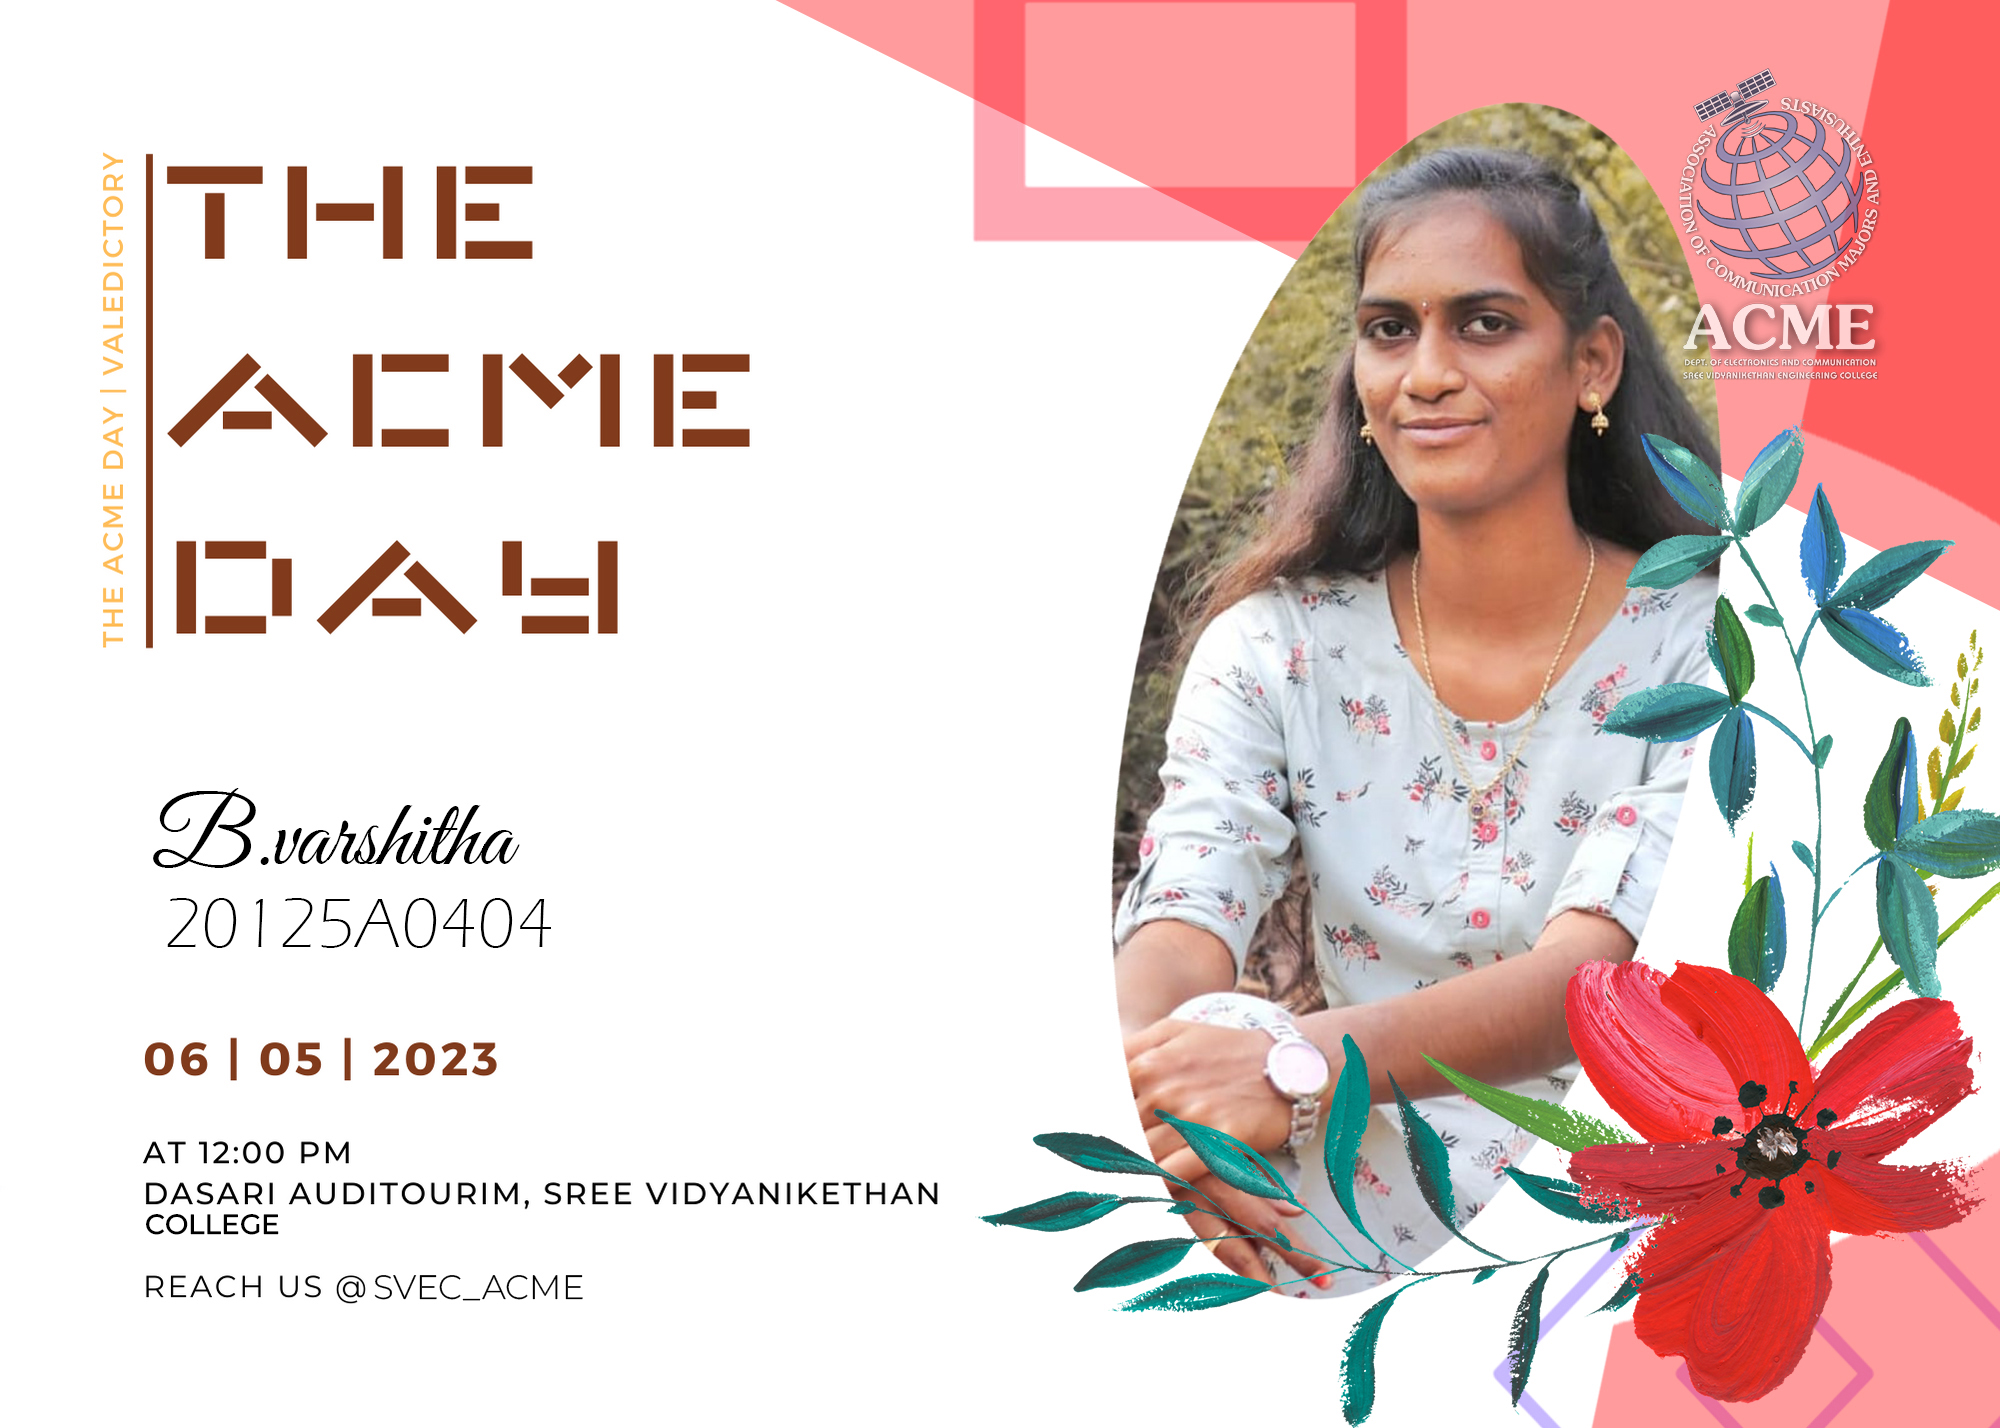 THE ACME DAY | VALEDICTORY
THE
ACME
DAY
B.varshitha
20125A0404
06 | 05 | 2023
AT 12:00 PM
DASARI AUDITOURIM, SREE VIDYANIKETHAN
COLLEGE
REACH US @SVEC_ACME
ASSOCIATION OF COMMUNICATION MAJORS AND ENTHUSIASTS
ACME
DEPT. OF ELECTRONICS AND COMMUNICATION
SREE VIDYANIKETHAN ENGINEERING COLLEGE